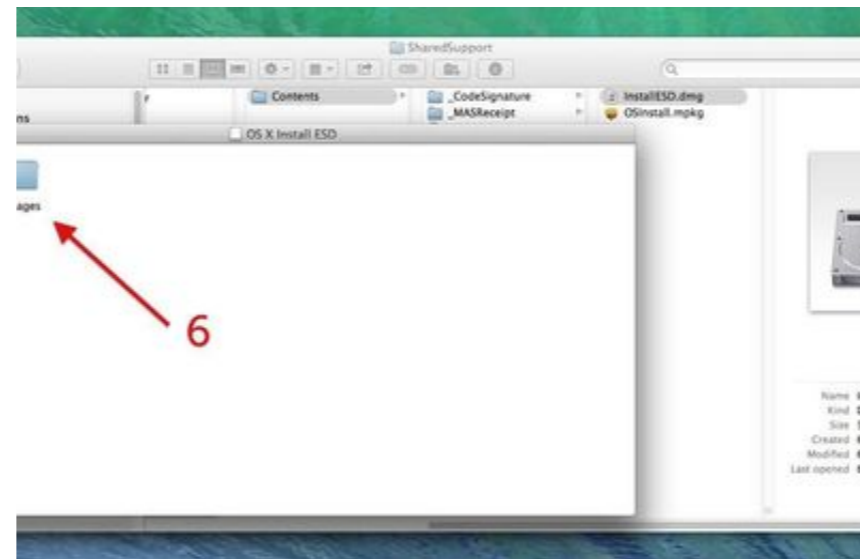 SharedSupport
Contents
_CodeSignature
InstallESD.dmg
ns
_MASReceipt
OSInstall.mpkg
OS X Install ESD
ages
6
Name
Kind
Size
Created
Modified
Last opened